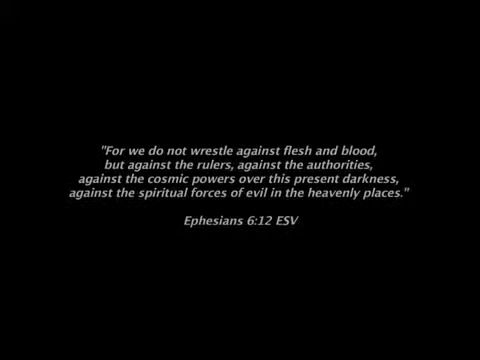 "For we do not wrestle against flesh and blood,
but against the rulers, against the authorities,
against the cosmic powers over this present darkness,
against the spiritual forces of evil in the heavenly places."
Ephesians 6:12 ESV